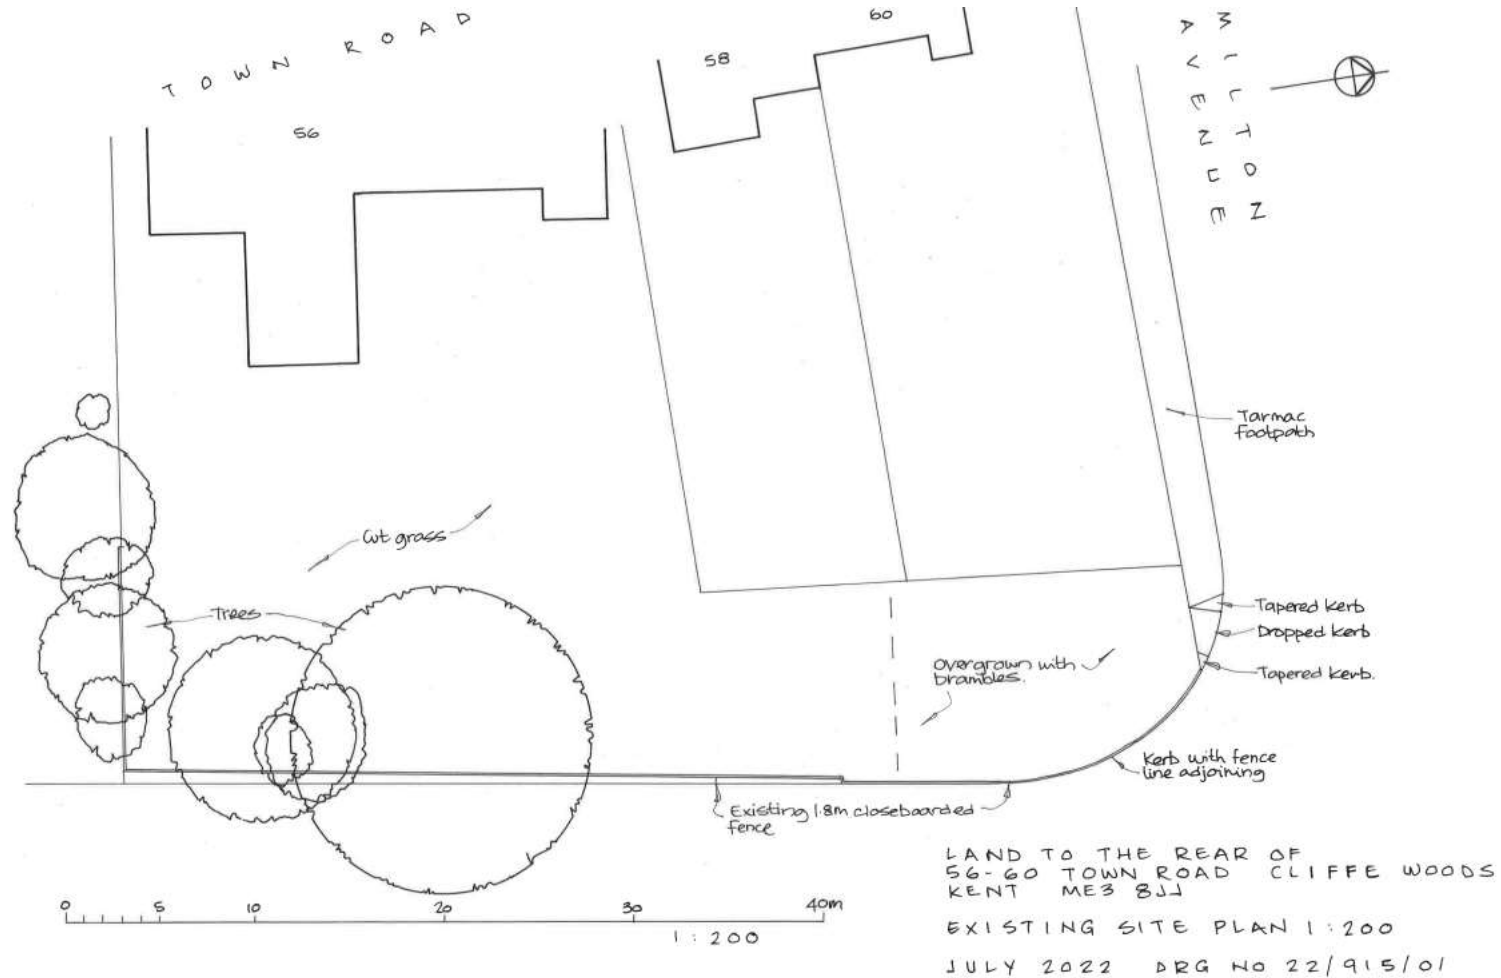 TOWN ROAD
56
58
60
MILTON
AVENUE
Tarmac
footpath
Cut grass
Trees
Tapered kerb
Dropped kerb
Tapered kerb.
Overgrown with
brambles.
Kerb with fence
line adjoining
Existing 1.8m closeboarded
fence
0 5 10 20 30 40m
1:200
LAND TO THE REAR OF
56-60 TOWN ROAD CLIFFE WOODS
KENT ME3 8JJ
EXISTING SITE PLAN 1:200
JULY 2022 DRG NO 22/915/01